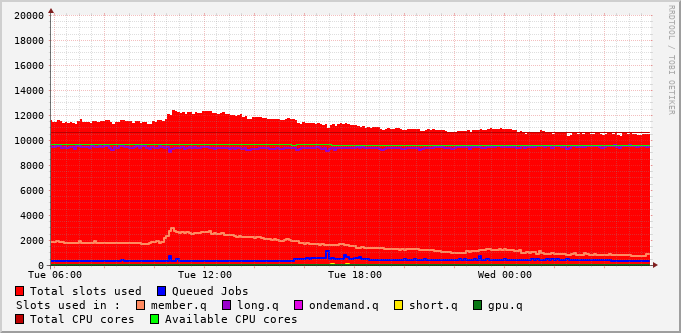 20000
18000
16000
14000
12000
10000
8000
6000
4000
2000
0
Tue 06:00 Tue 12:00 Tue 18:00 Wed 00:00
Total slots used Queued Jobs
Slots used in : member.q long.q ondemand.q short.q gpu.q
Total CPU cores Available CPU cores
RRDTOOL / TOBI OETIKER